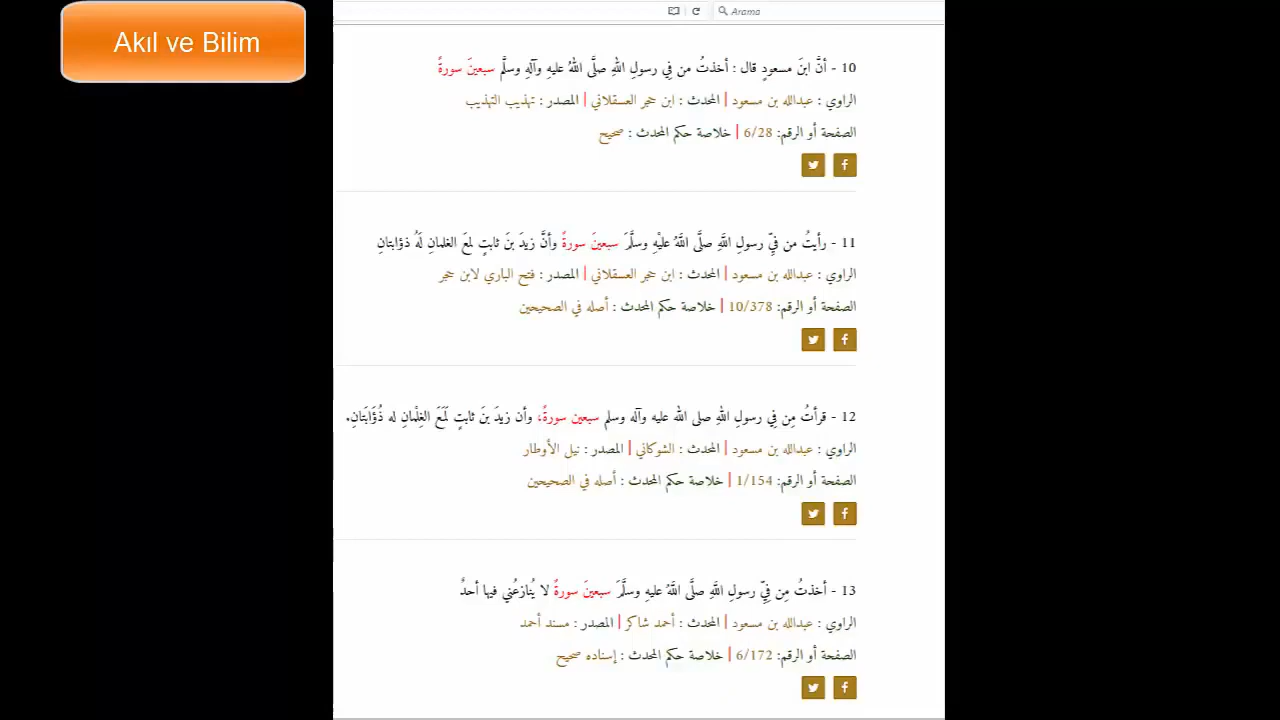 Akıl ve Bilim
Arama
10 - أنَّ ابنَ مسعودٍ قال : أخذتُ من فِي رسولِ اللهِ صلَّى اللهُ عليهِ وآلهِ وسلَّم سبعينَ سورةً
الراوي : عبدالله بن مسعود | المحدث : ابن حجر العسقلاني | المصدر : تهذيب التهذيب
الصفحة أو الرقم: 6/28 | خلاصة حكم المحدث : صحيح
11 - رأيتُ من فيِّ رسولِ اللَّهِ صلَّى اللَّهُ عليْهِ وسلَّمَ سبعينَ سورةً وأنَّ زيدَ بنَ ثابتٍ لمعَ الغلمانِ لَهُ ذؤابتانِ
الراوي : عبدالله بن مسعود | المحدث : ابن حجر العسقلاني | المصدر : فتح الباري لابن حجر
الصفحة أو الرقم: 10/378 | خلاصة حكم المحدث : أصله في الصحيحين
12 - قرأتُ مِن فِي رسولِ اللهِ صلى الله عليه وآله وسلم سبعين سورةً، وأن زيدَ بنَ ثابتٍ لَمَعَ الغِلْمانِ له ذُؤَابَتَانِ.
الراوي : عبدالله بن مسعود | المحدث : الشوكاني | المصدر : نيل الأوطار
الصفحة أو الرقم: 1/154 | خلاصة حكم المحدث : أصله في الصحيحين
13 - أخذتُ مِن فِيِّ رسولِ اللَّهِ صلَّى اللَّهُ عليهِ وسلَّمَ سبعينَ سورةً لا يُنازعُني فيها أحدٌ
الراوي : عبدالله بن مسعود | المحدث : أحمد شاكر | المصدر : مسند أحمد
الصفحة أو الرقم: 6/172 | خلاصة حكم المحدث : إسناده صحيح